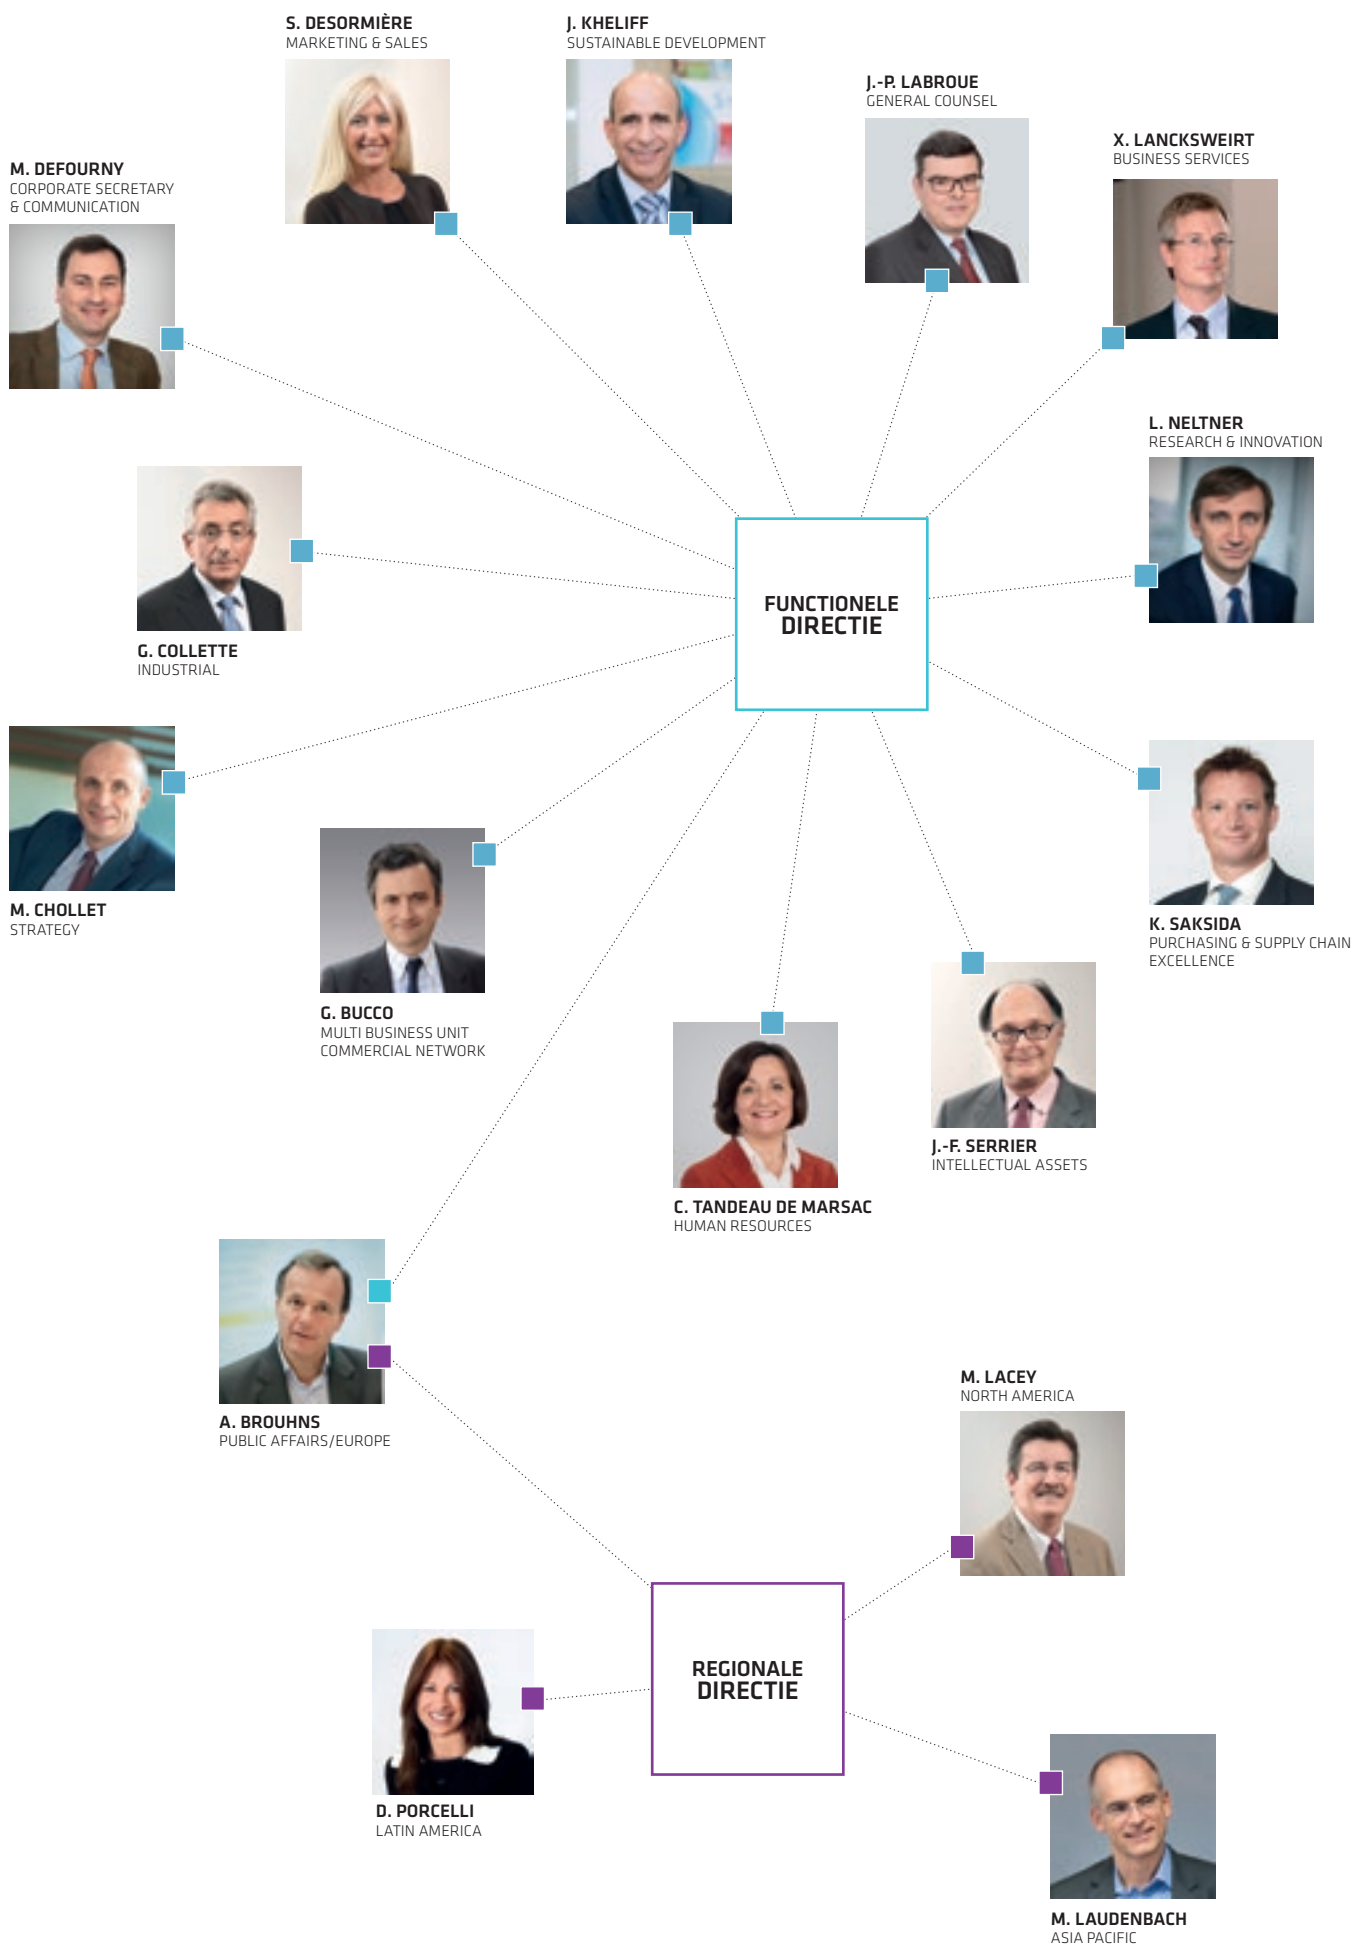 S. DESORMIÈRE
MARKETING & SALES
J. KHELIFF
SUSTAINABLE DEVELOPMENT
J.-P. LABROUE
GENERAL COUNSEL
X. LANCKSWEIRT
BUSINESS SERVICES
M. DEFOURNY
CORPORATE SECRETARY
& COMMUNICATION
L. NELTNER
RESEARCH & INNOVATION
FUNCTIONELE
DIRECTIE
G. COLLETTE
INDUSTRIAL
M. CHOLLET
STRATEGY
K. SAKSIDA
PURCHASING & SUPPLY CHAIN
EXCELLENCE
G. BUCCO
MULTI BUSINESS UNIT
COMMERCIAL NETWORK
J.-F. SERRIER
INTELLECTUAL ASSETS
C. TANDEAU DE MARSAC
HUMAN RESOURCES
A. BROUHNS
PUBLIC AFFAIRS/EUROPE
M. LACEY
NORTH AMERICA
REGIONALE
DIRECTIE
D. PORCELLI
LATIN AMERICA
M. LAUDENBACH
ASIA PACIFIC